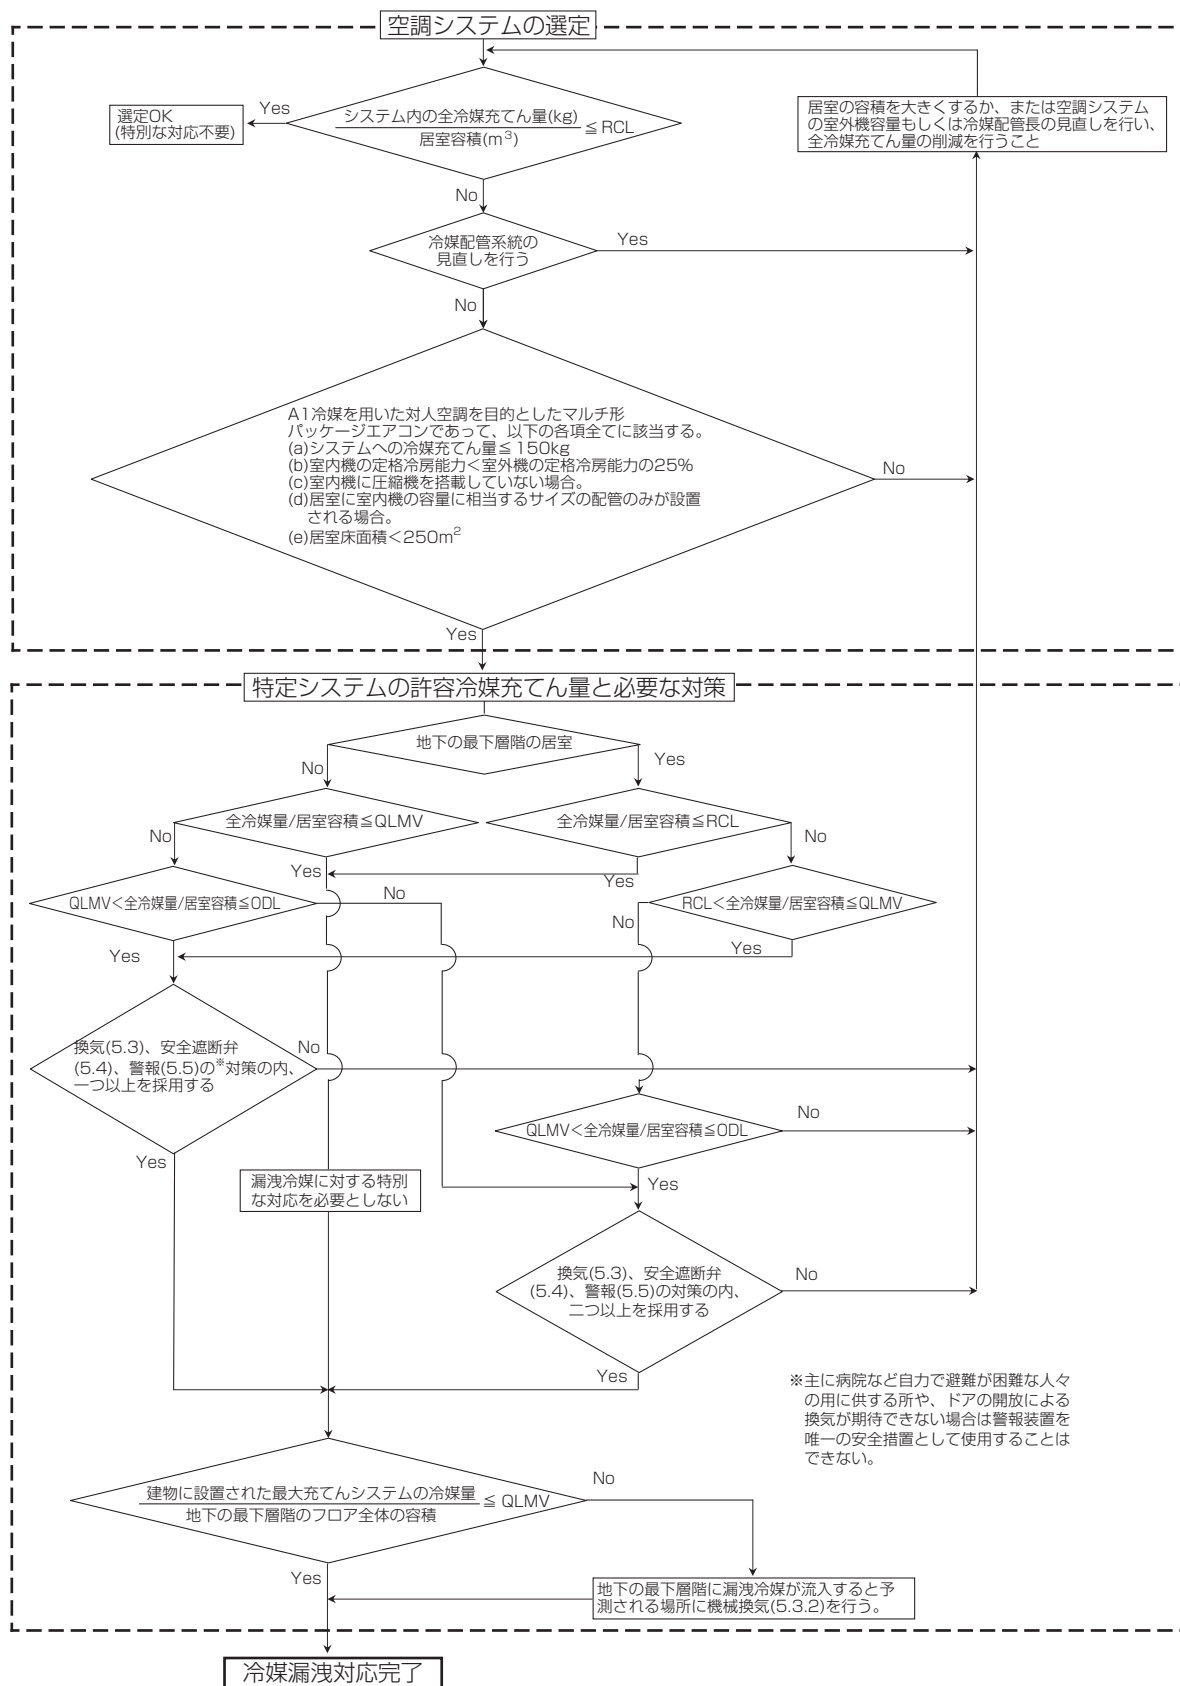 空調システムの選定
システム内の全冷媒充てん量(kg)
居室容積(m³)
≦RCL
Yes
選定OK
(特別な対応不要)
居室の容積を大きくするか、または空調システム
の室外機容量もしくは冷媒配管長の見直しを行い、
全冷媒充てん量の削減を行うこと
No
冷媒配管系統の
見直しを行う
Yes
No
A1冷媒を用いた対人空調を目的としたマルチ形
パッケージエアコンであって、以下の各項全てに該当する。
(a)システムへの冷媒充てん量≦150kg
(b)室内機の定格冷房能力<室外機の定格冷房能力の25%
(c)室内機に圧縮機を搭載していない場合。
(d)居室に室内機の容量に相当するサイズの配管のみが設置
される場合。
(e)居室床面積<250m²
No
Yes
特定システムの許容冷媒充てん量と必要な対策
地下の最下層階の居室
No
Yes
全冷媒量/居室容積≦QLMV
全冷媒量/居室容積≦RCL
No
No
Yes
Yes
QLMV<全冷媒量/居室容積≦ODL
No
RCL<全冷媒量/居室容積≦QLMV
No
Yes
Yes
換気(5.3)、安全遮断弁
(5.4)、警報(5.5)の※対策の内、
一つ以上を採用する
No
QLMV<全冷媒量/居室容積≦ODL
No
Yes
Yes
漏洩冷媒に対する特別
な対応を必要としない
換気(5.3)、安全遮断弁
(5.4)、警報(5.5)の対策の内、
二つ以上を採用する
No
Yes
※主に病院など自力で避難が困難な人々
の用に供する所や、ドアの開放による
換気が期待できない場合は警報装置を
唯一の安全措置として使用することは
できない。
建物に設置された最大充てんシステムの冷媒量
地下の最下層階のフロア全体の容積
≦ QLMV
No
Yes
地下の最下層階に漏洩冷媒が流入すると予
測される場所に機械換気(5.3.2)を行う。
冷媒漏洩対応完了